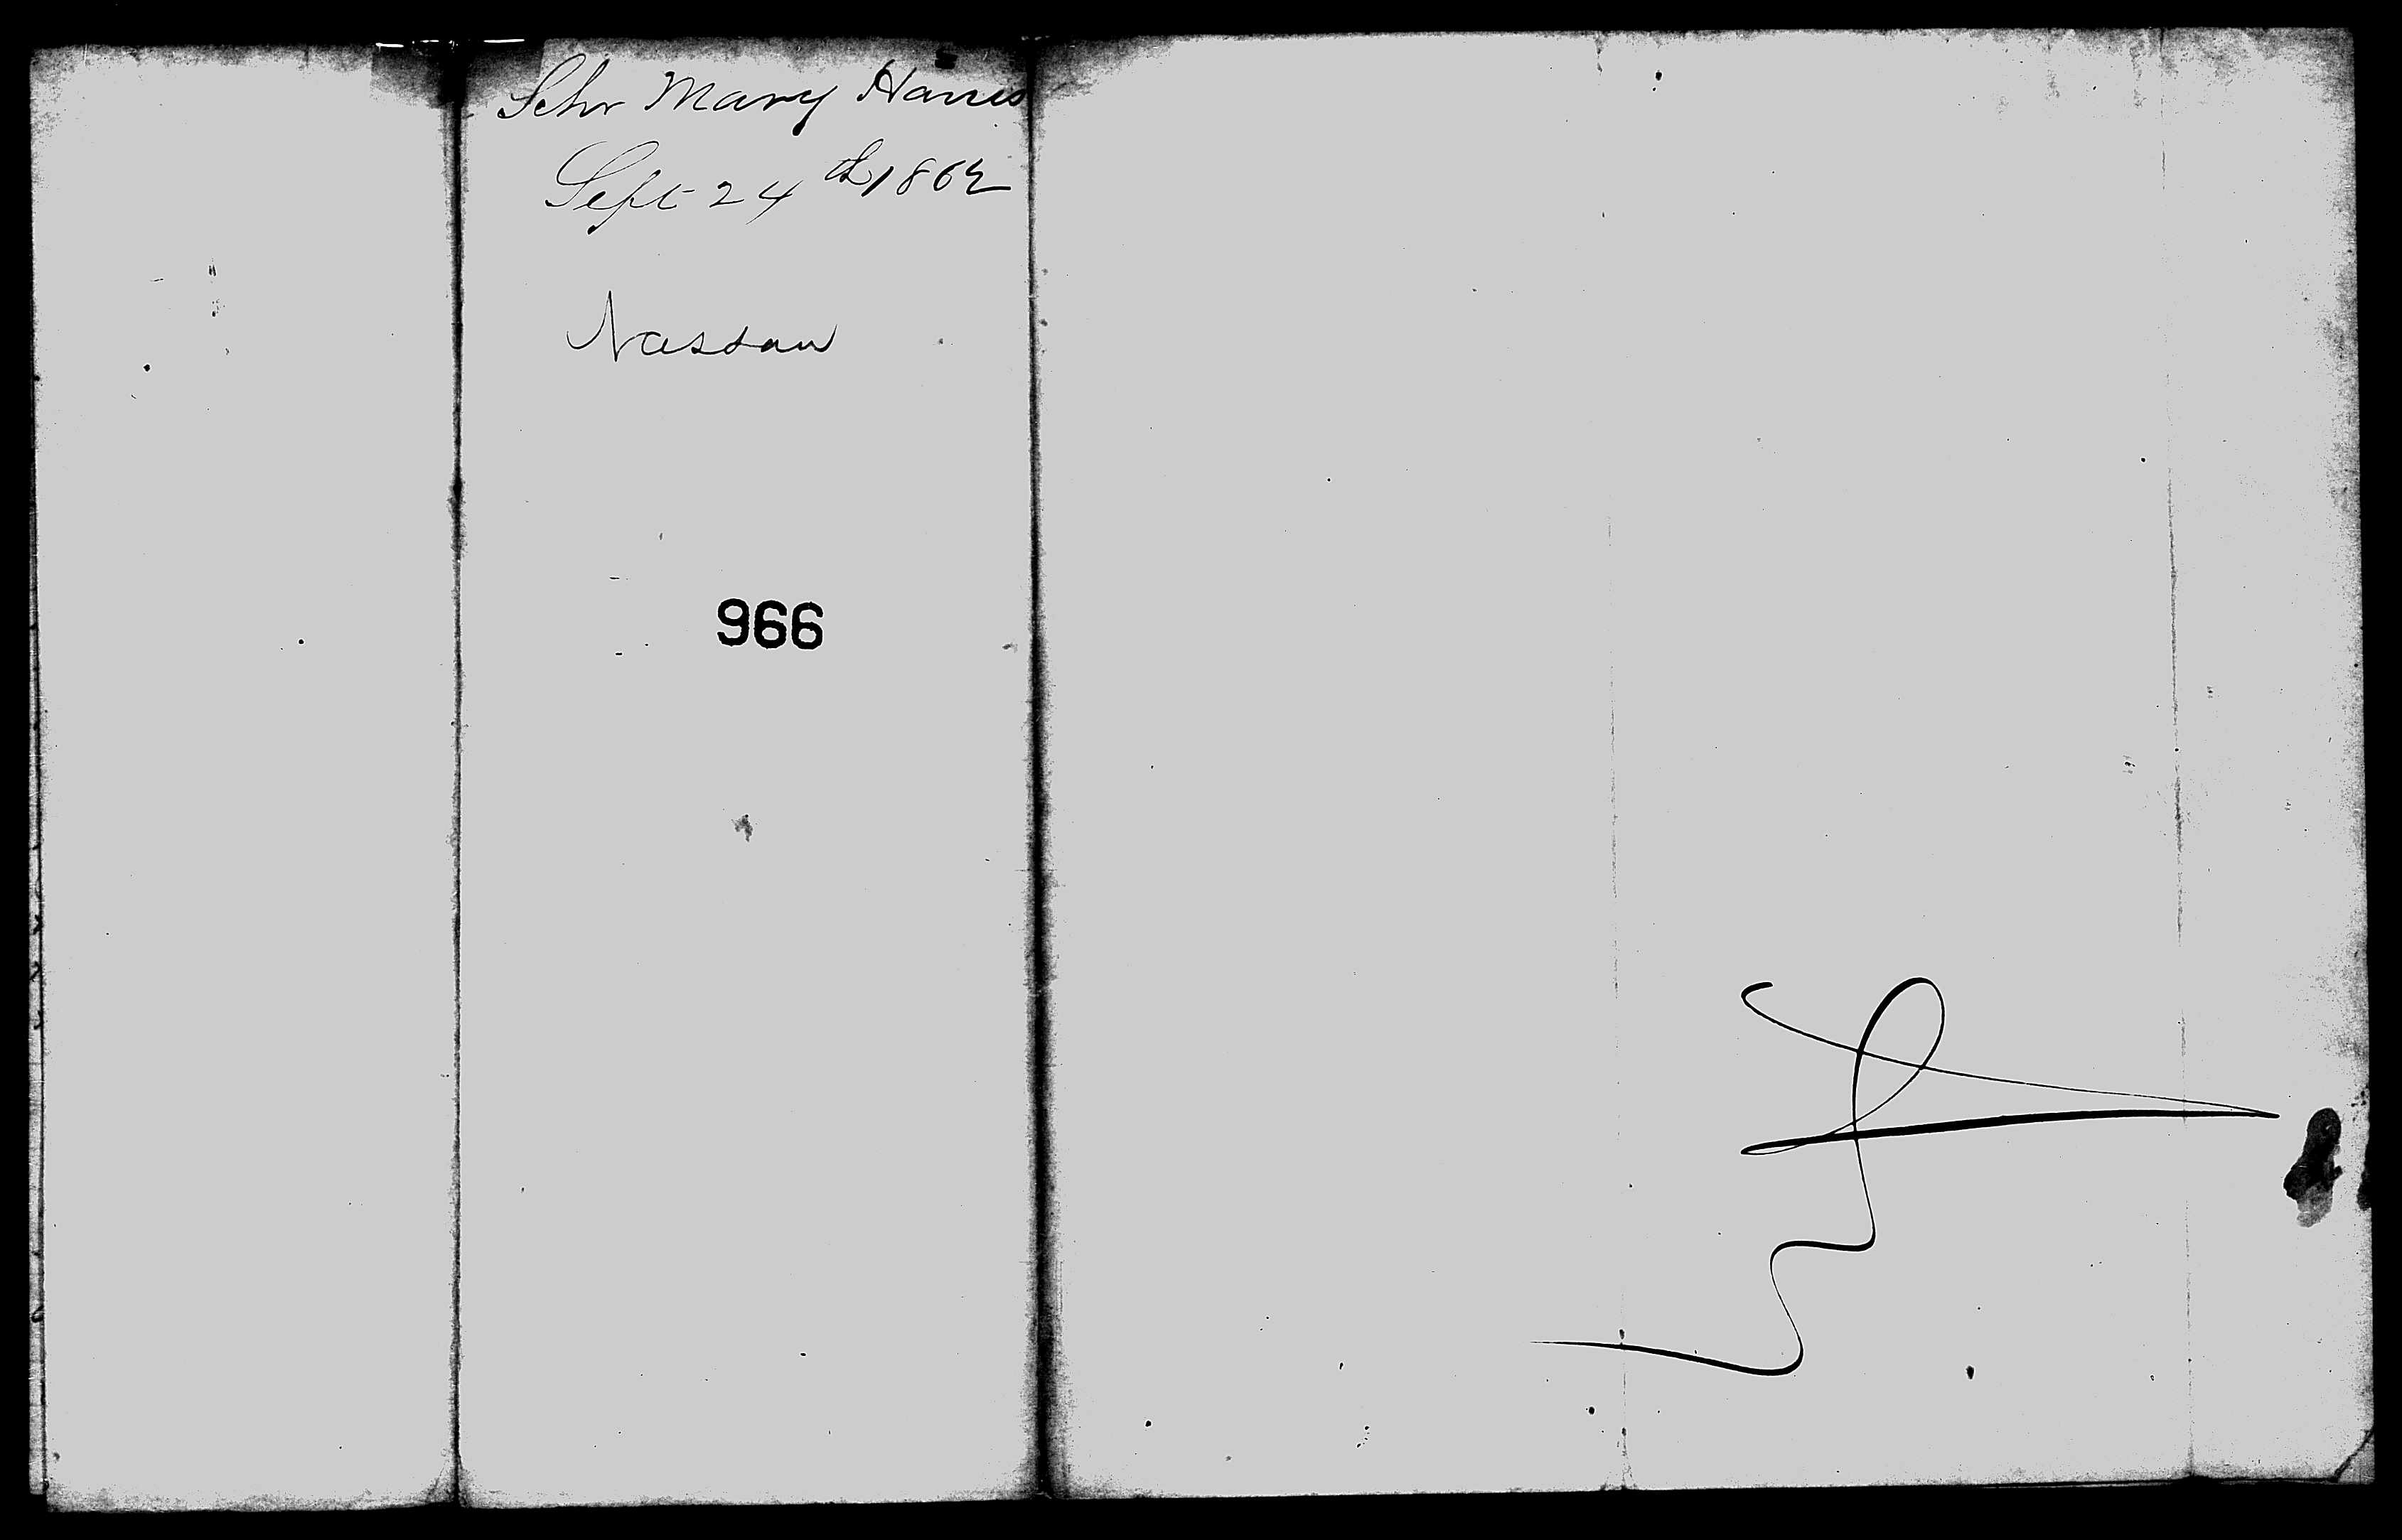 Schr Mary Harris
Sept 24th 1862
Nassau
966